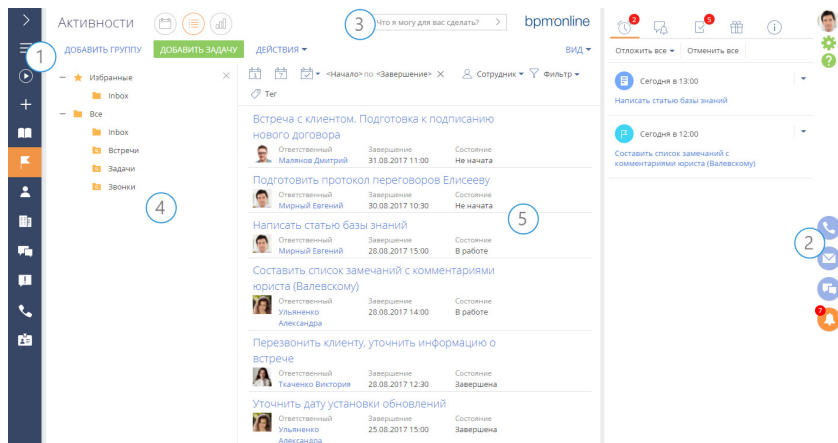 Активности
3
Что я могу для вас сделать?
bpmonline
1
ДОБАВИТЬ ГРУППУ
ДОБАВИТЬ ЗАДАЧУ
ДЕЙСТВИЯ
ВИД
Избранные
Inbox
Все
Inbox
Встречи
Задачи
Звонки
4
1
7
<Начало> по <Завершение>
Сотрудник
Фильтр
Тег
Встреча с клиентом. Подготовка к подписанию
нового договора
Ответственный Завершение Состояние
Малянов Дмитрий 31.08.2017 11:00 Не начата
Подготовить протокол переговоров Елисееву
Ответственный Завершение Состояние
Мирный Евгений 30.08.2017 10:30 Не начата
5
Написать статью базы знаний
Ответственный Завершение Состояние
Мирный Евгений 28.08.2017 15:00 В работе
Составить список замечаний с комментариями
юриста (Валевскому)
Ответственный Завершение Состояние
Ульяненко 28.08.2017 14:00 В работе
Александра
Перезвонить клиенту, уточнить информацию о
встрече
Ответственный Завершение Состояние
Ткаченко Виктория 28.08.2017 12:30 Завершена
Уточнить дату установки обновлений
Ответственный Завершение Состояние
Ульяненко 25.08.2017 15:00 Завершена
Александра
2
5
Отложить все
Отменить все
Сегодня в 13:00
Написать статью базы знаний
Сегодня в 12:00
Составить список замечаний с
комментариями юриста (Валевскому)
?
2
7